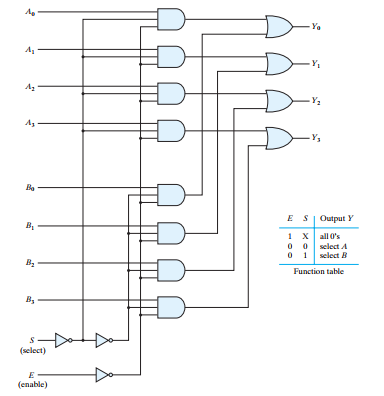 A₀
Y₀
A₁
Y₁
A₂
Y₂
A₃
Y₃
B₀
B₁
B₂
B₃
E S Output Y
1 X all 0's
0 0 select A
0 1 select B
Function table
S
(select)
E
(enable)